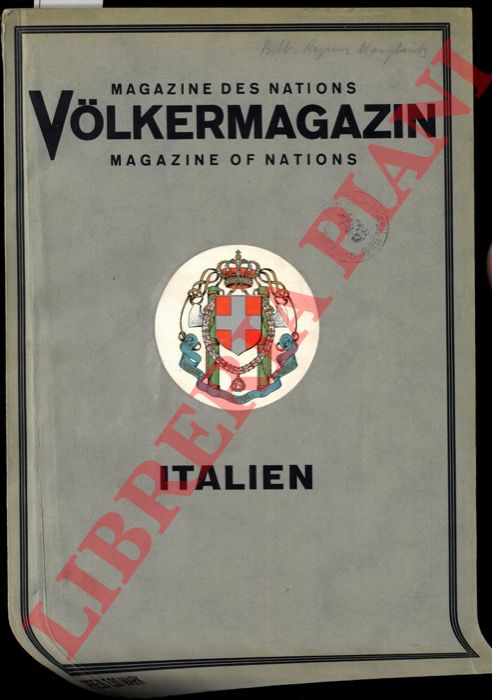 MAGAZINE DES NATIONS
VÖLKERMAGAZIN
MAGAZINE OF NATIONS
ITALIEN
LIBRERIA PIANI